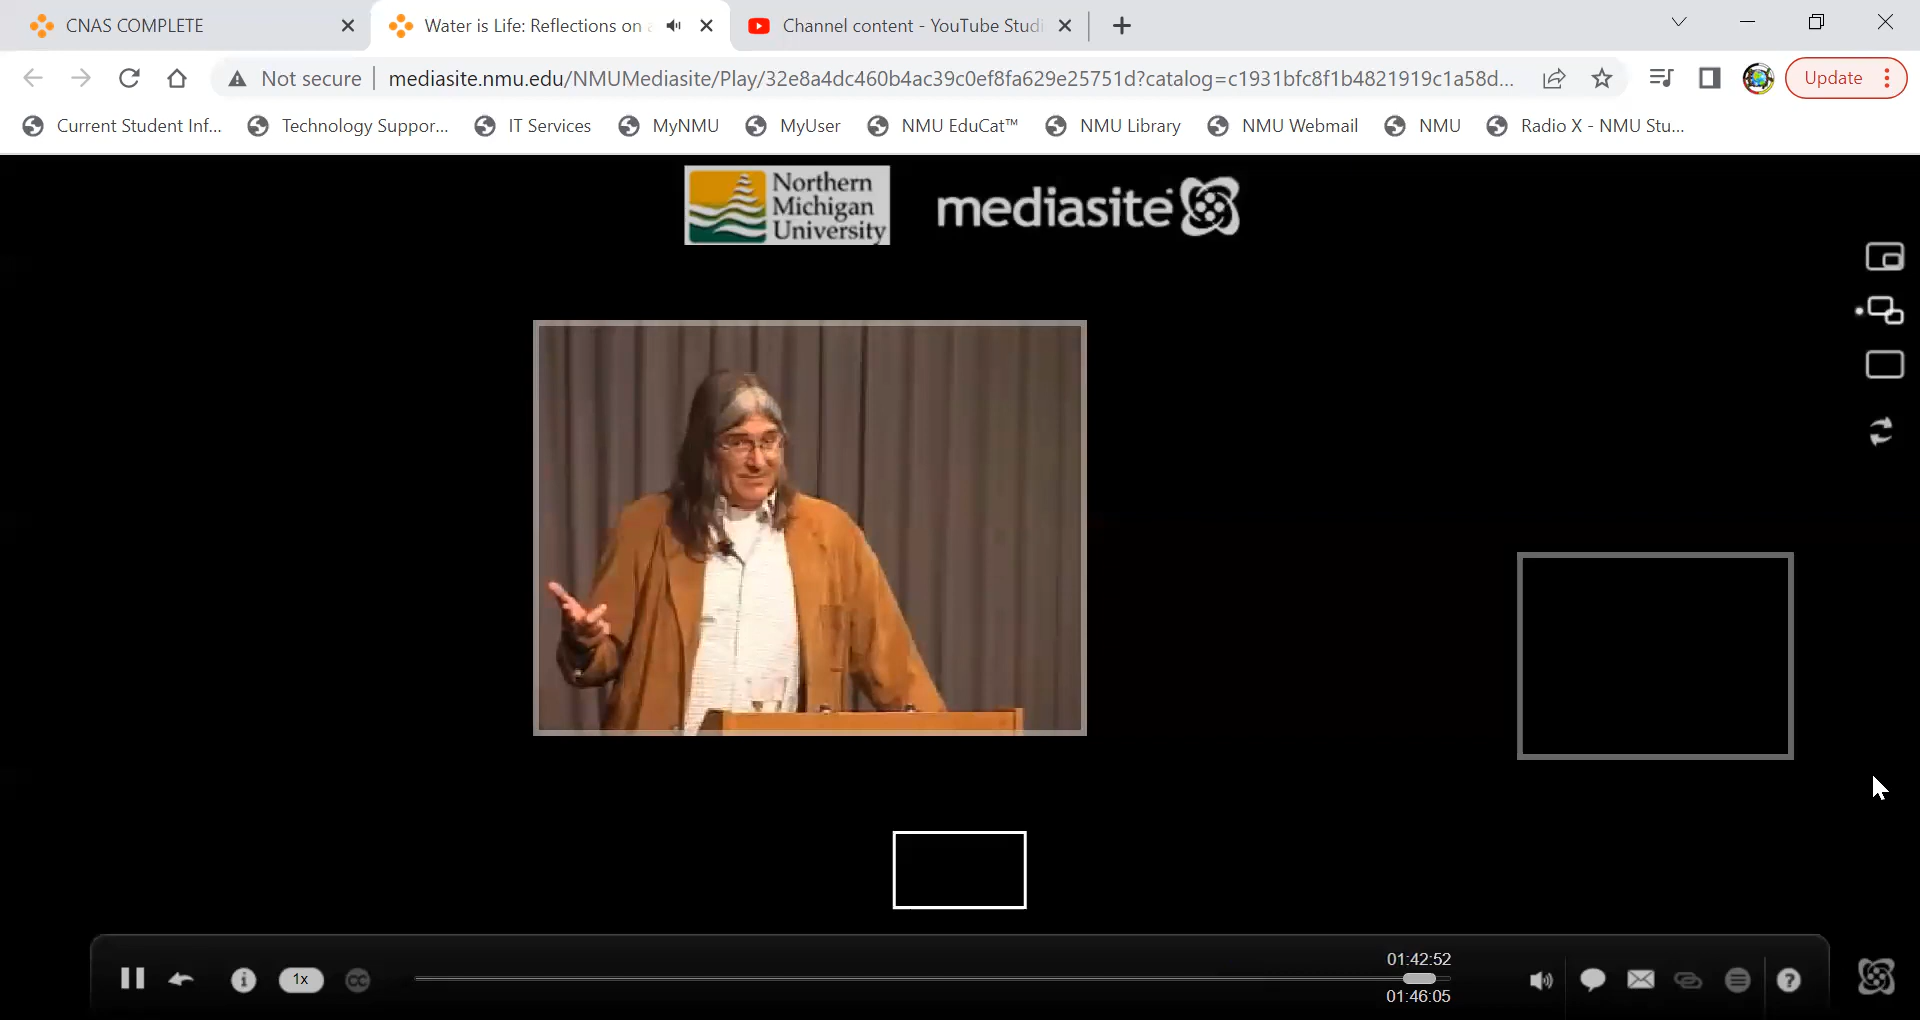 CNAS COMPLETE
Water is Life: Reflections on
Channel content - YouTube Studi
Not secure
mediasite.nmu.edu/NMUMediasite/Play/32e8a4dc460b4ac39c0ef8fa629e25751d?catalog=c1931bfc8f1b4821919c1a58d...
Update
Current Student Inf...
Technology Suppor...
IT Services
MyNMU
MyUser
NMU EduCat™
NMU Library
NMU Webmail
NMU
Radio X - NMU Stu...
Northern
Michigan
University
mediasite
01:42:52
1x
CC
01:46:05